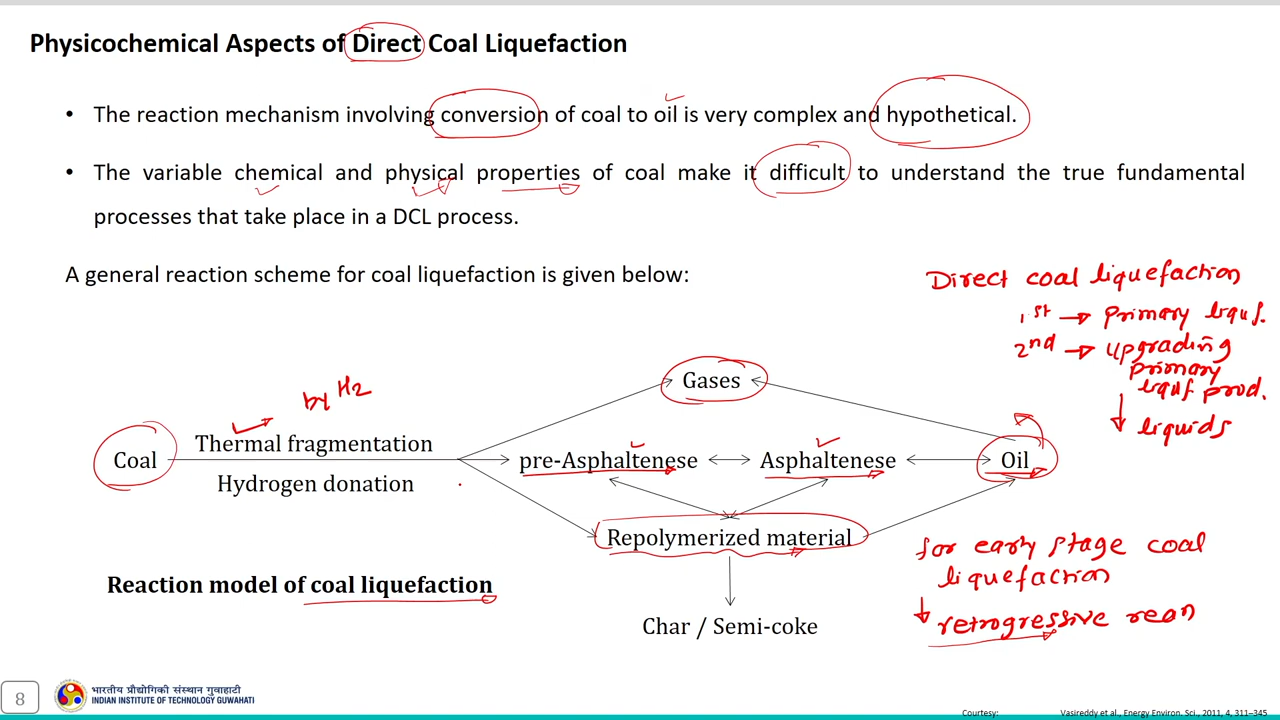 Physicochemical Aspects of Direct Coal Liquefaction
• The reaction mechanism involving conversion of coal to oil is very complex and hypothetical.
• The variable chemical and physical properties of coal make it difficult to understand the true fundamental
processes that take place in a DCL process.
A general reaction scheme for coal liquefaction is given below:
Direct coal liquefaction
1st → primary liquf.
2nd → upgrading
primary
liquf prod.
↓ liquids
by H2
Gases
Coal
Thermal fragmentation
Hydrogen donation
pre-Asphaltenese
Asphaltenese
Oil
Repolymerized material
for early stage coal
liquefaction
↓ retrogressive rean
Reaction model of coal liquefaction
Char / Semi-coke
8
भारतीय प्रौद्योगिकी संस्थान गुवाहाटी
INDIAN INSTITUTE OF TECHNOLOGY GUWAHATI
Courtesy: Vasireddy et al., Energy Environ. Sci., 2011, 4, 311–345